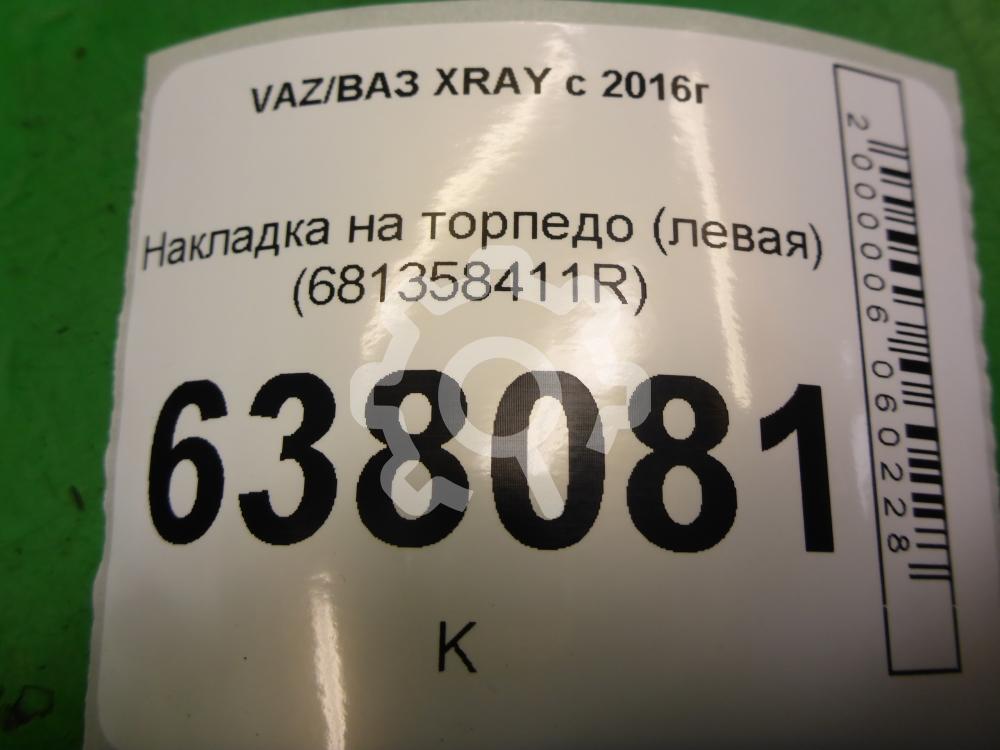 VAZ/ВАЗ XRAY с 2016г
Накладка на торпедо (левая)
(681358411R)
638081
К
2000006060228